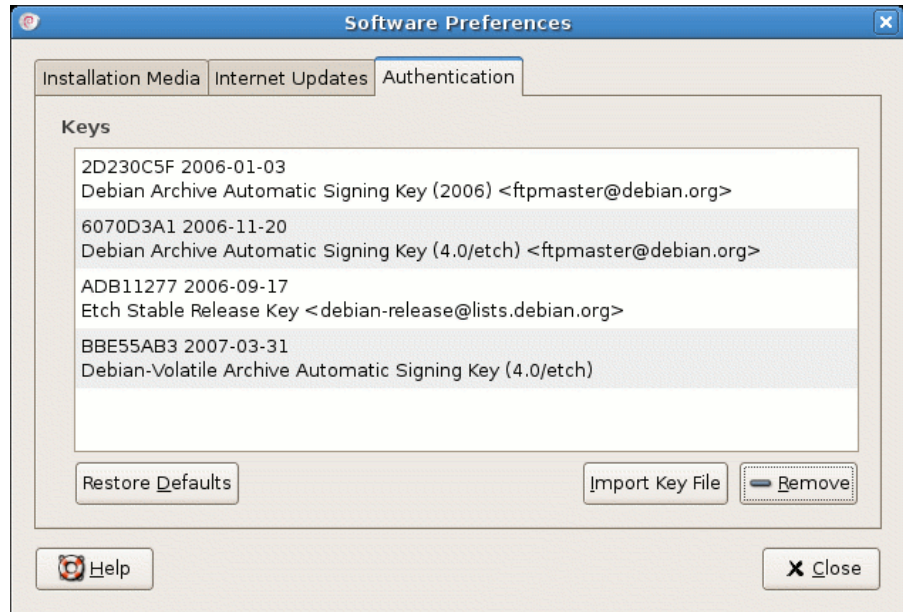 Software Preferences
Installation Media
Internet Updates
Authentication
Keys
2D230C5F 2006-01-03
Debian Archive Automatic Signing Key (2006) <ftpmaster@debian.org>
6070D3A1 2006-11-20
Debian Archive Automatic Signing Key (4.0/etch) <ftpmaster@debian.org>
ADB11277 2006-09-17
Etch Stable Release Key <debian-release@lists.debian.org>
BBE55AB3 2007-03-31
Debian-Volatile Archive Automatic Signing Key (4.0/etch)
Restore Defaults
Import Key File
Remove
Help
Close